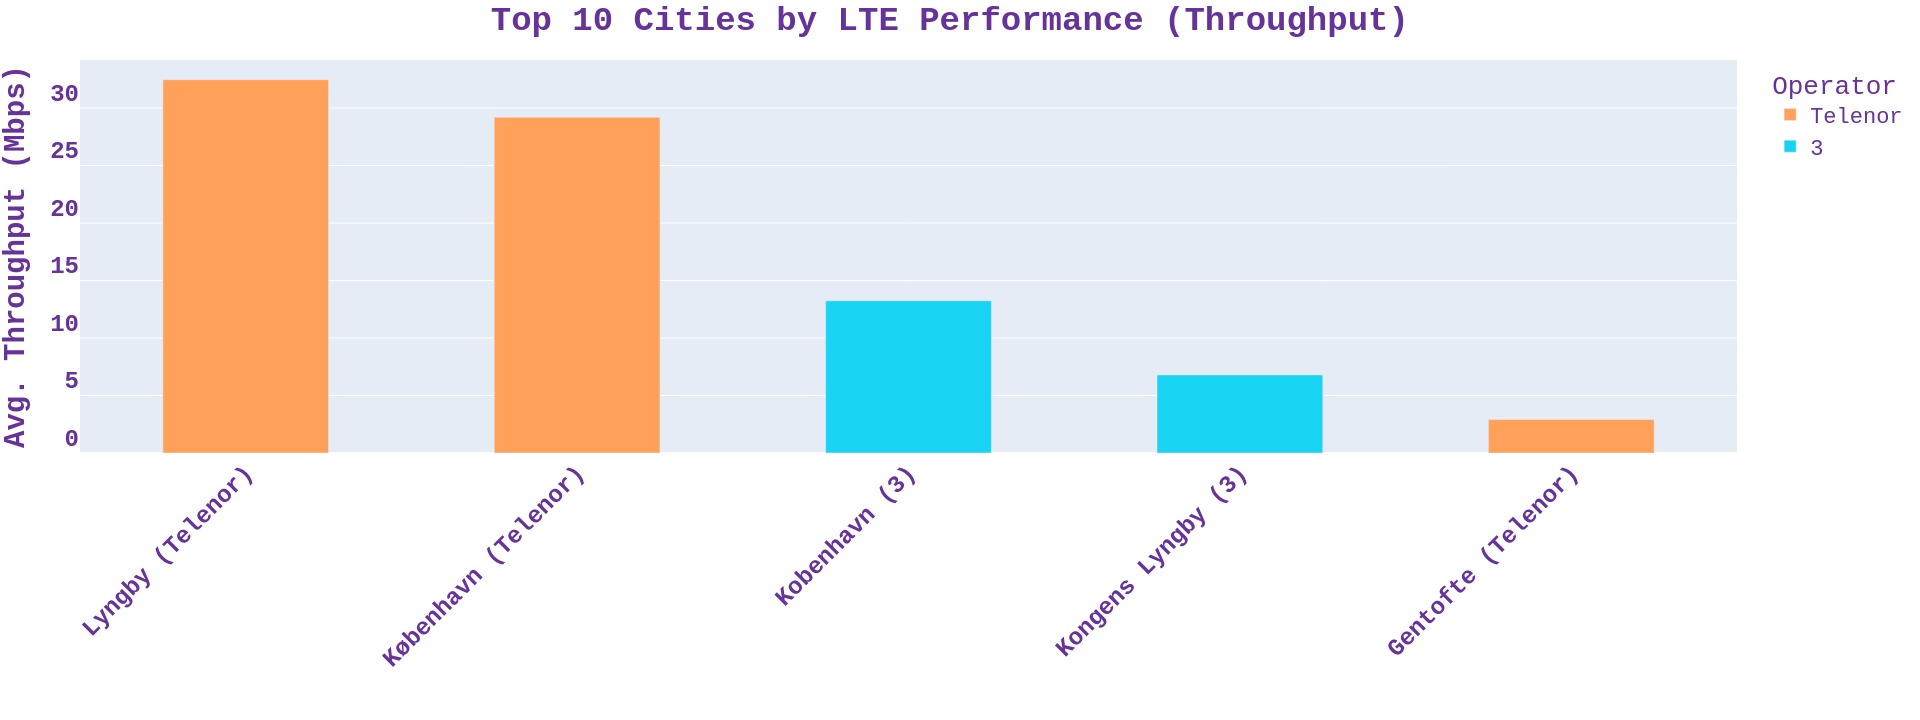 Top 10 Cities by LTE Performance (Throughput)
Avg. Throughput (Mbps)
30
25
20
15
10
5
0
Lyngby (Telenor)
København (Telenor)
Kobenhavn (3)
Kongens Lyngby (3)
Gentofte (Telenor)
Operator
Telenor
3